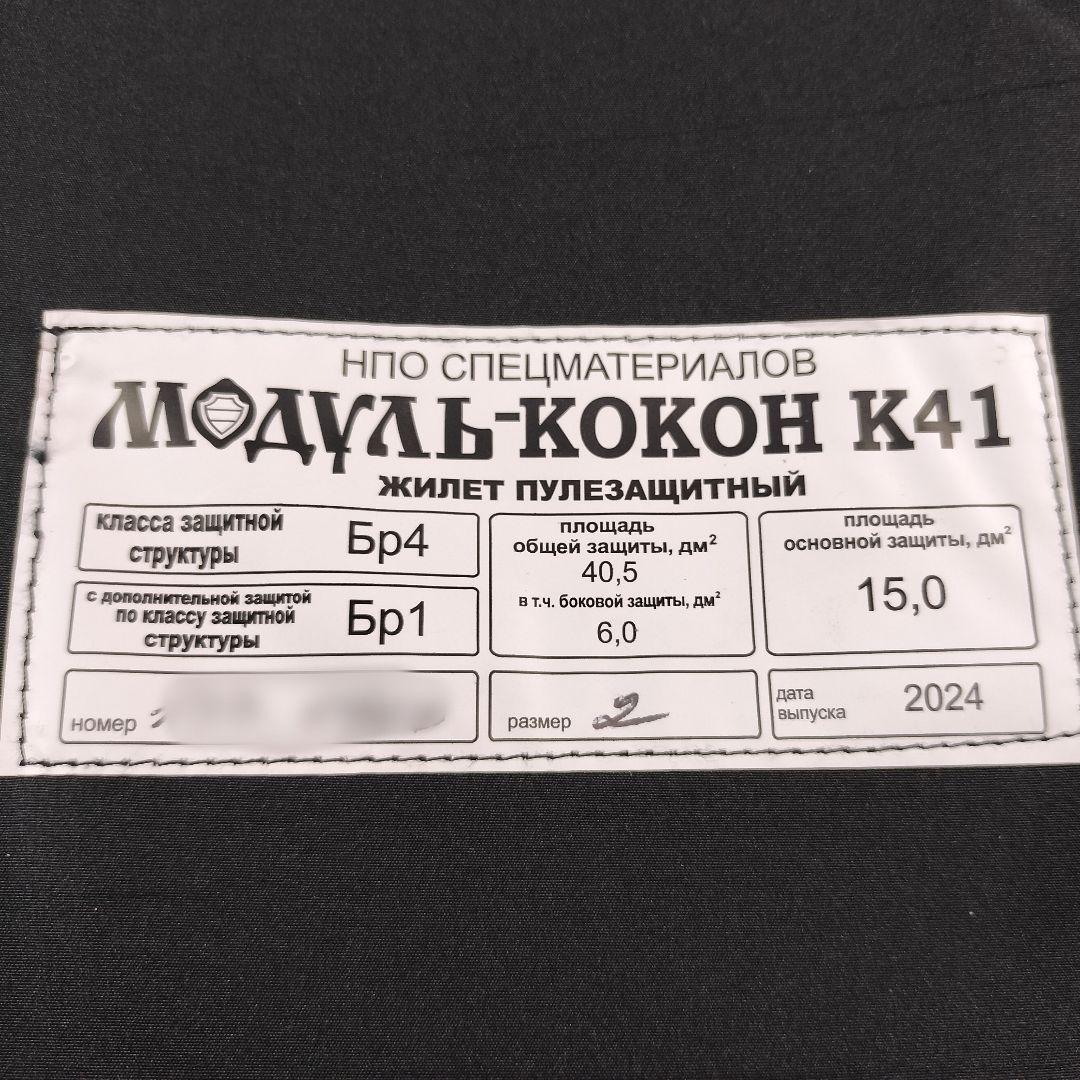 НПО СПЕЦМАТЕРИАЛОВ
МОДУЛЬ-КОКОН К41
ЖИЛЕТ ПУЛЕЗАЩИТНЫЙ
класса защитной
структуры
Бр4
с дополнительной защитой
по классу защитной
структуры
Бр1
площадь
общей защиты, дм²
40,5
в т.ч. боковой защиты, дм²
6,0
площадь
основной защиты, дм²
15,0
номер
размер 2
дата
выпуска
2024